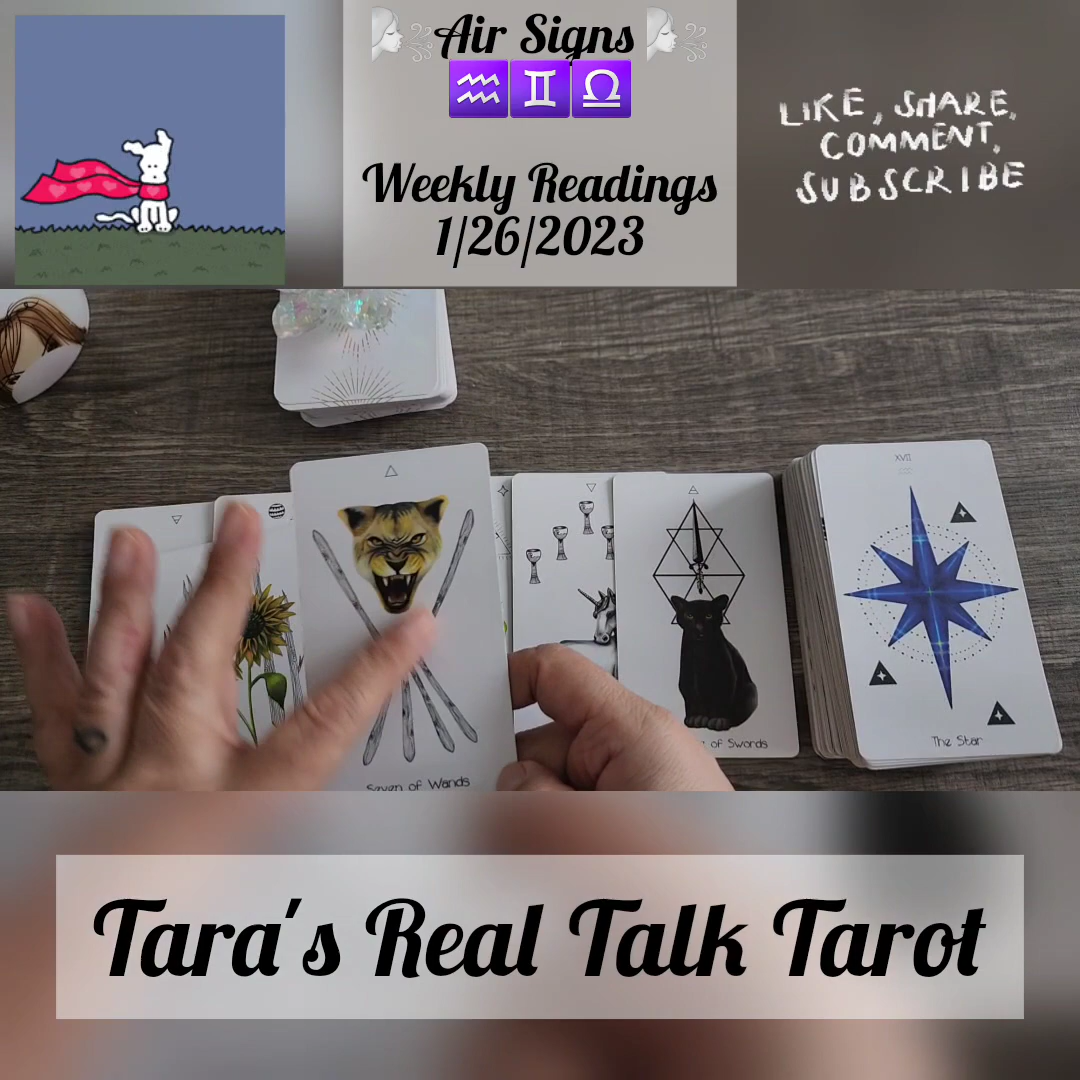 Air Signs
Weekly Readings
1/26/2023
LIKE, SHARE,
COMMENT,
SUBSCRIBE
XVII
Seven of Wands
of Swords
The Star
Tara's Real Talk Tarot